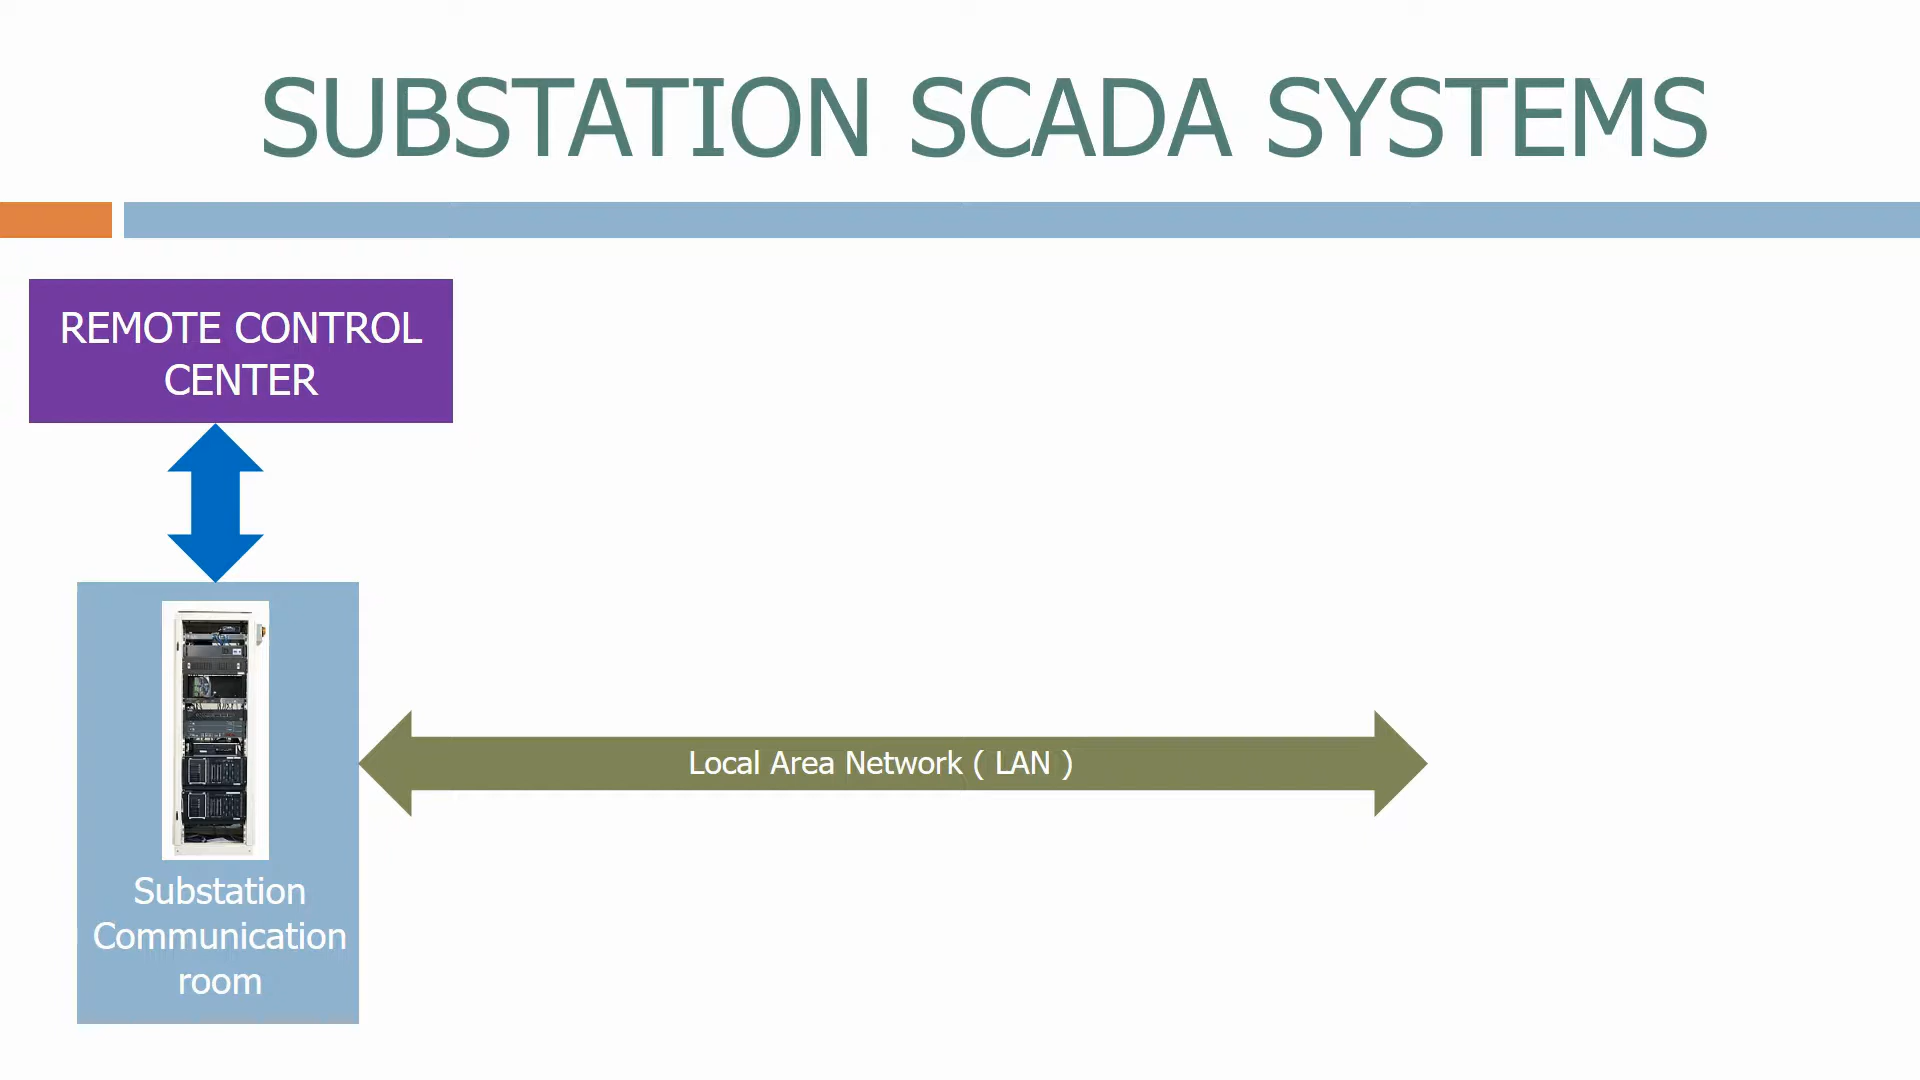 SUBSTATION SCADA SYSTEMS
REMOTE CONTROL
CENTER
Local Area Network ( LAN )
Substation
Communication
room